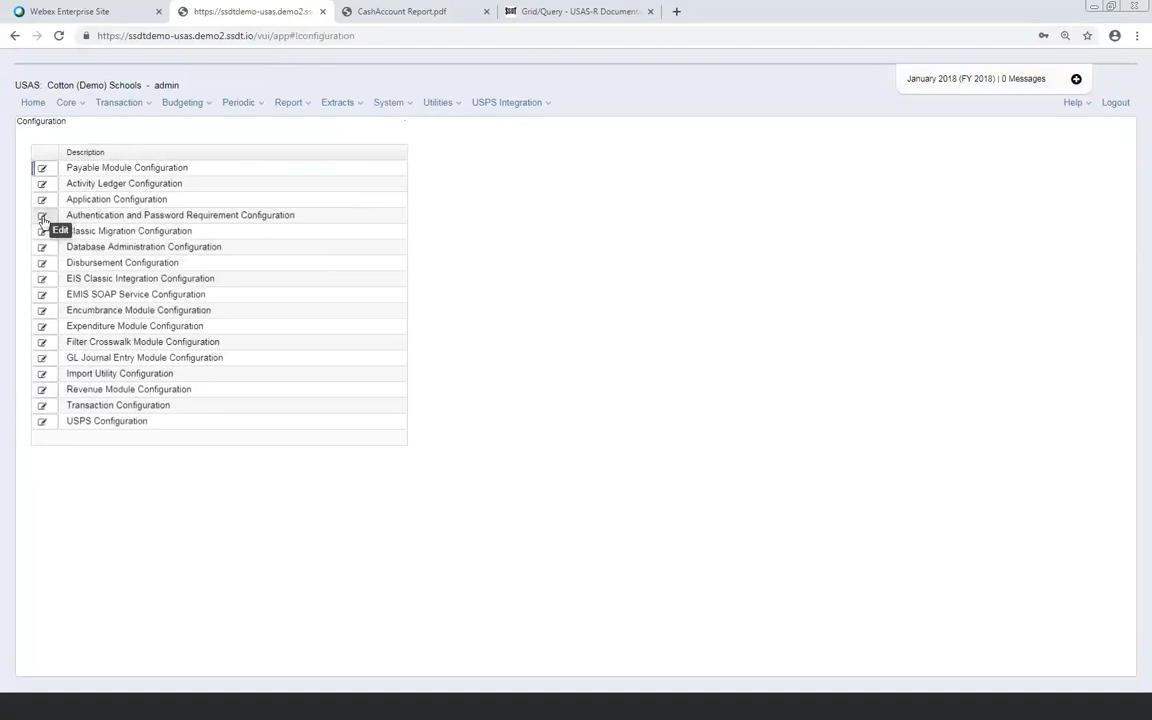 Webex Enterprise Site
https://ssdtdemo-usas.demo2.ss
CashAccount Report.pdf
Grid/Query - USAS-R Document
https://ssdtdemo-usas.demo2.ssdt.io/vui/app#!configuration
USAS: Cotton (Demo) Schools - admin
January 2018 (FY 2018) | 0 Messages
Home Core Transaction Budgeting Periodic Report Extracts System Utilities USPS Integration Help Logout
Configuration
Description
Payable Module Configuration
Activity Ledger Configuration
Application Configuration
Authentication and Password Requirement Configuration
Edit
lassic Migration Configuration
Database Administration Configuration
Disbursement Configuration
EIS Classic Integration Configuration
EMIS SOAP Service Configuration
Encumbrance Module Configuration
Expenditure Module Configuration
Filter Crosswalk Module Configuration
GL Journal Entry Module Configuration
Import Utility Configuration
Revenue Module Configuration
Transaction Configuration
USPS Configuration